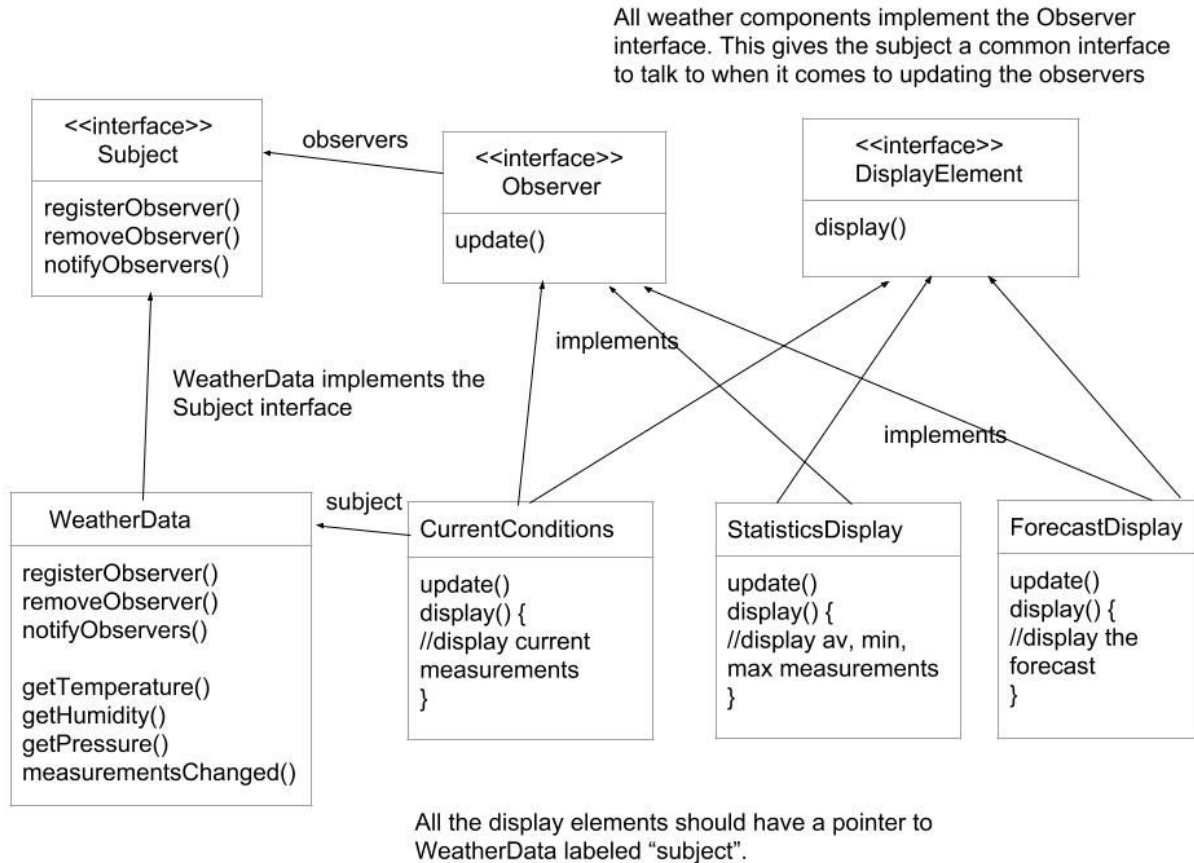 All weather components implement the Observer
interface. This gives the subject a common interface
to talk to when it comes to updating the observers
<<interface>>
Subject
registerObserver()
removeObserver()
notifyObservers()
observers
<<interface>>
Observer
update()
<<interface>>
DisplayElement
display()
implements
WeatherData implements the
Subject interface
implements
WeatherData
registerObserver()
removeObserver()
notifyObservers()
getTemperature()
getHumidity()
getPressure()
measurementsChanged()
subject
CurrentConditions
update()
display() {
//display current
measurements
}
StatisticsDisplay
update()
display() {
//display av, min,
max measurements
}
ForecastDisplay
update()
display() {
//display the
forecast
}
All the display elements should have a pointer to
WeatherData labeled “subject”.